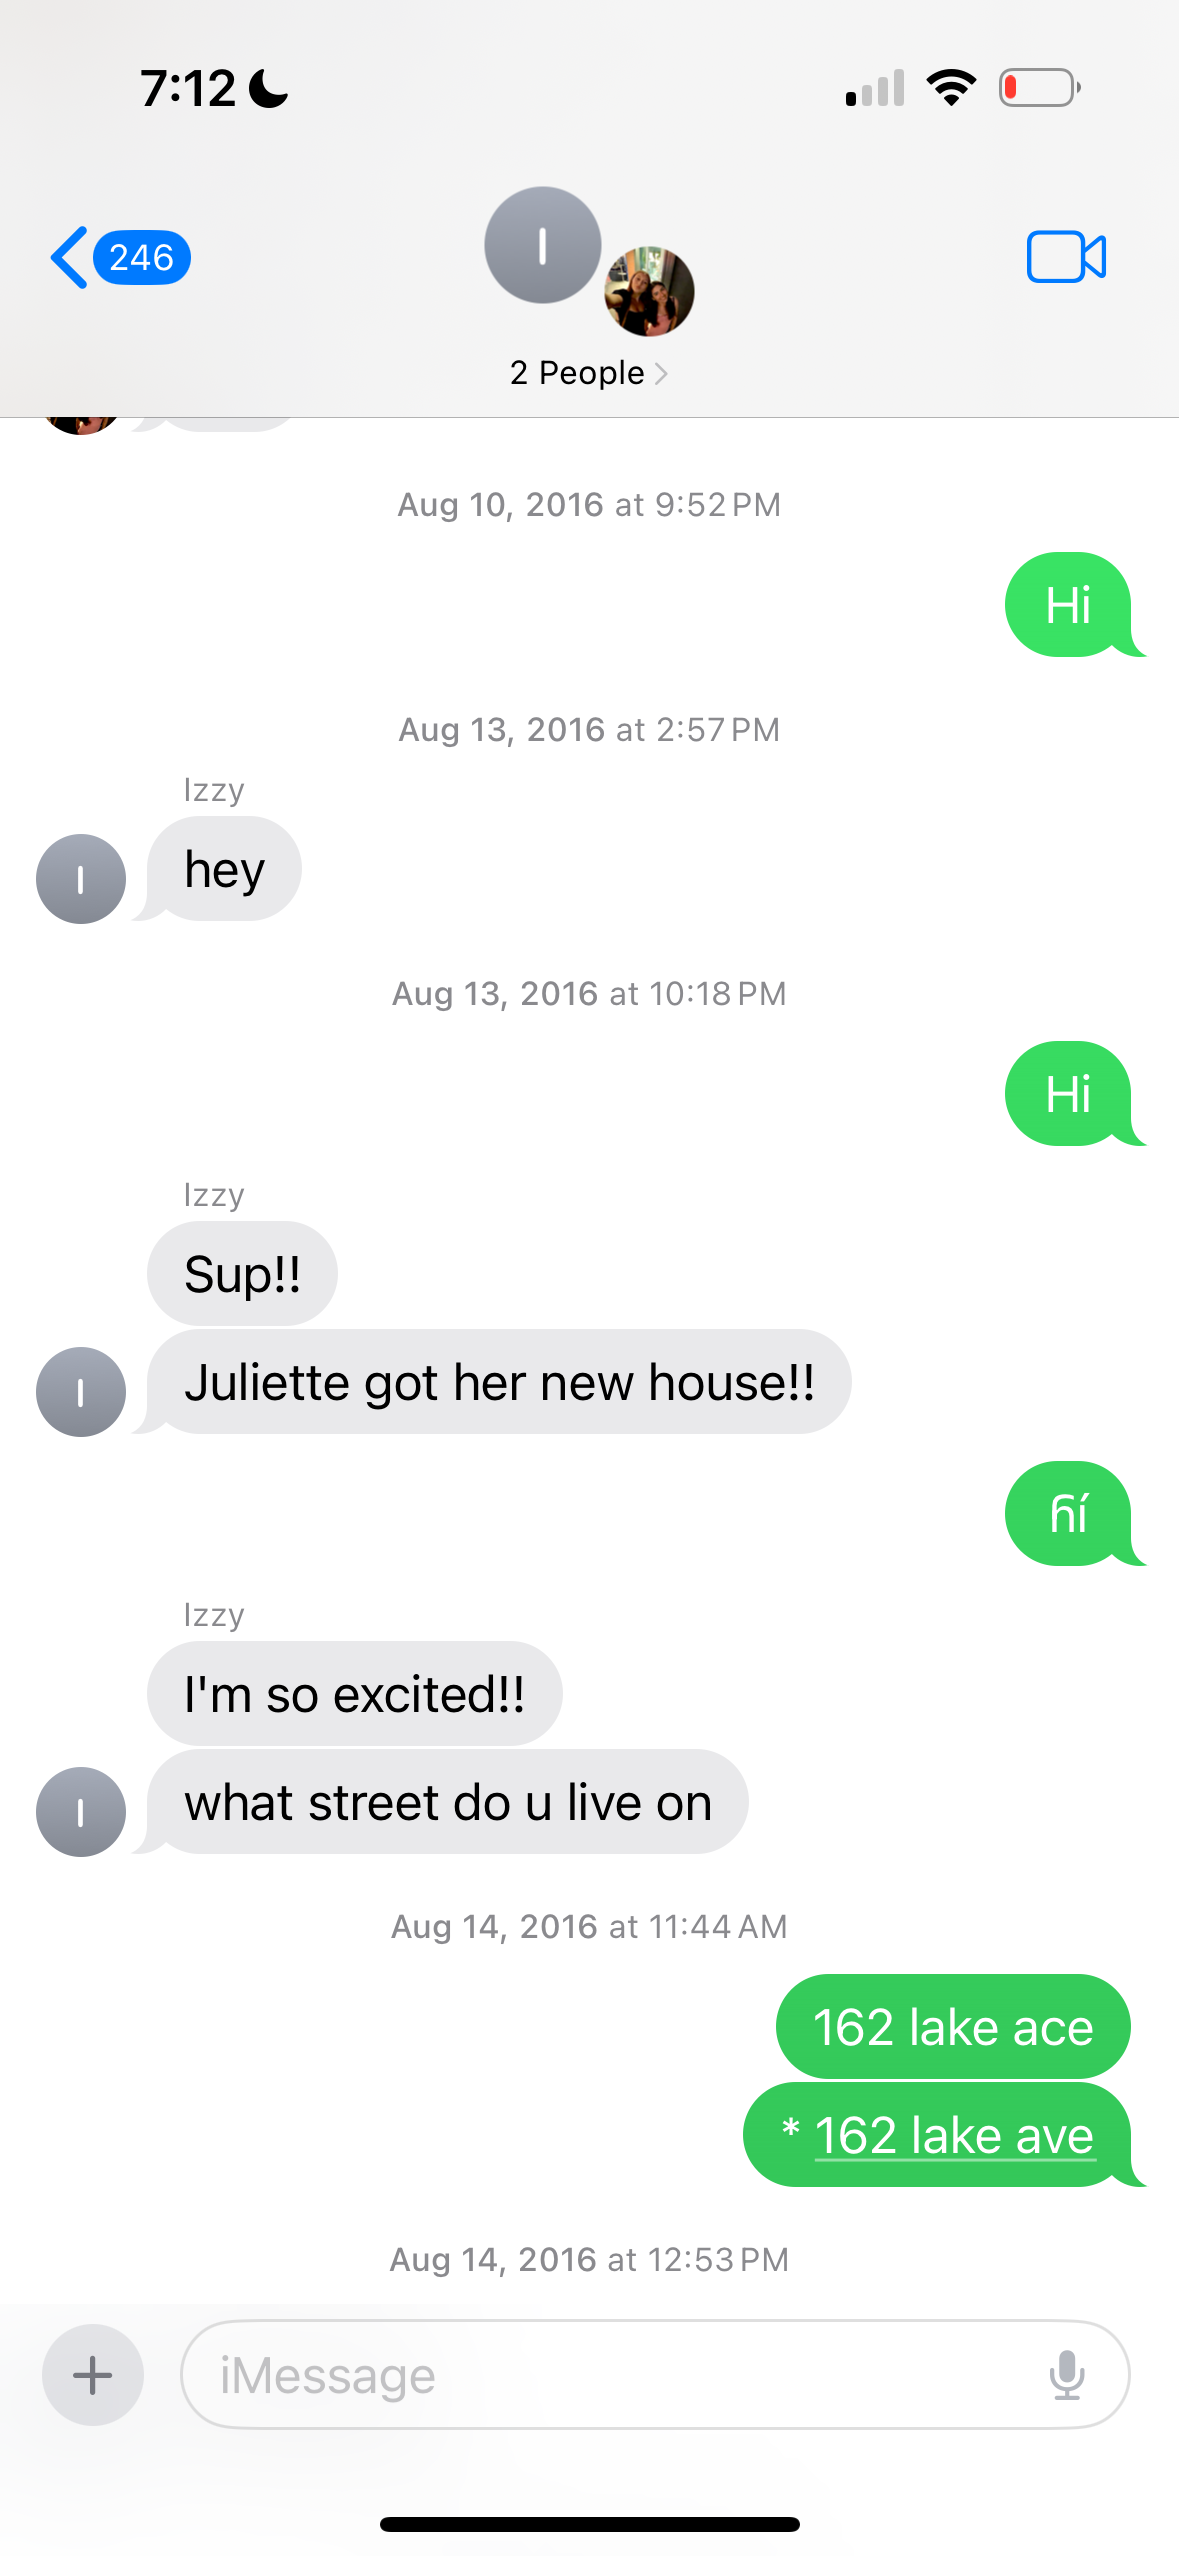 7:12
246
I
2 People
Aug 10, 2016 at 9:52 PM
Hi
Aug 13, 2016 at 2:57 PM
Izzy
I
hey
Aug 13, 2016 at 10:18 PM
Hi
Izzy
Sup!!
I
Juliette got her new house!!
ɦí
Izzy
I'm so excited!!
I
what street do u live on
Aug 14, 2016 at 11:44 AM
162 lake ace
* 162 lake ave
Aug 14, 2016 at 12:53 PM
iMessage